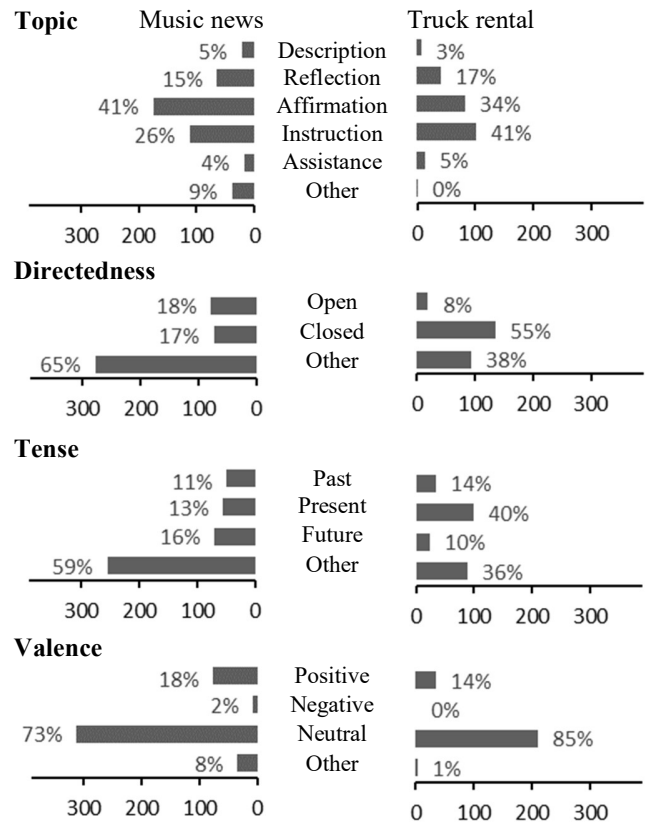 Topic Music news Truck rental
5% Description 3%
15% Reflection 17%
41% Affirmation 34%
26% Instruction 41%
4% Assistance 5%
9% Other 0%
300 200 100 0 0 100 200 300
Directedness
18% Open 8%
17% Closed 55%
65% Other 38%
300 200 100 0 0 100 200 300
Tense
11% Past 14%
13% Present 40%
16% Future 10%
59% Other 36%
300 200 100 0 0 100 200 300
Valence
18% Positive 14%
2% Negative 0%
73% Neutral 85%
8% Other 1%
300 200 100 0 0 100 200 300